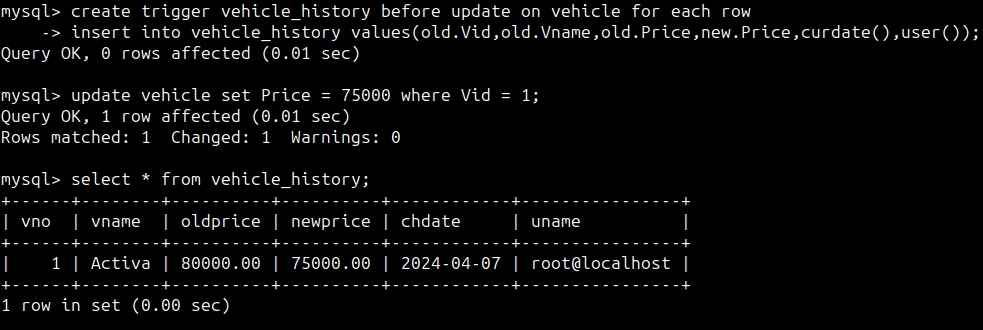 mysql> create trigger vehicle_history before update on vehicle for each row
    -> insert into vehicle_history values(old.Vid,old.Vname,old.Price,new.Price,curdate(),user());
Query OK, 0 rows affected (0.01 sec)

mysql> update vehicle set Price = 75000 where Vid = 1;
Query OK, 1 row affected (0.01 sec)
Rows matched: 1  Changed: 1  Warnings: 0

mysql> select * from vehicle_history;
+------+--------+----------+----------+------------+----------------+
| vno  | vname  | oldprice | newprice | chdate     | uname          |
+------+--------+----------+----------+------------+----------------+
|    1 | Activa | 80000.00 | 75000.00 | 2024-04-07 | root@localhost |
+------+--------+----------+----------+------------+----------------+
1 row in set (0.00 sec)